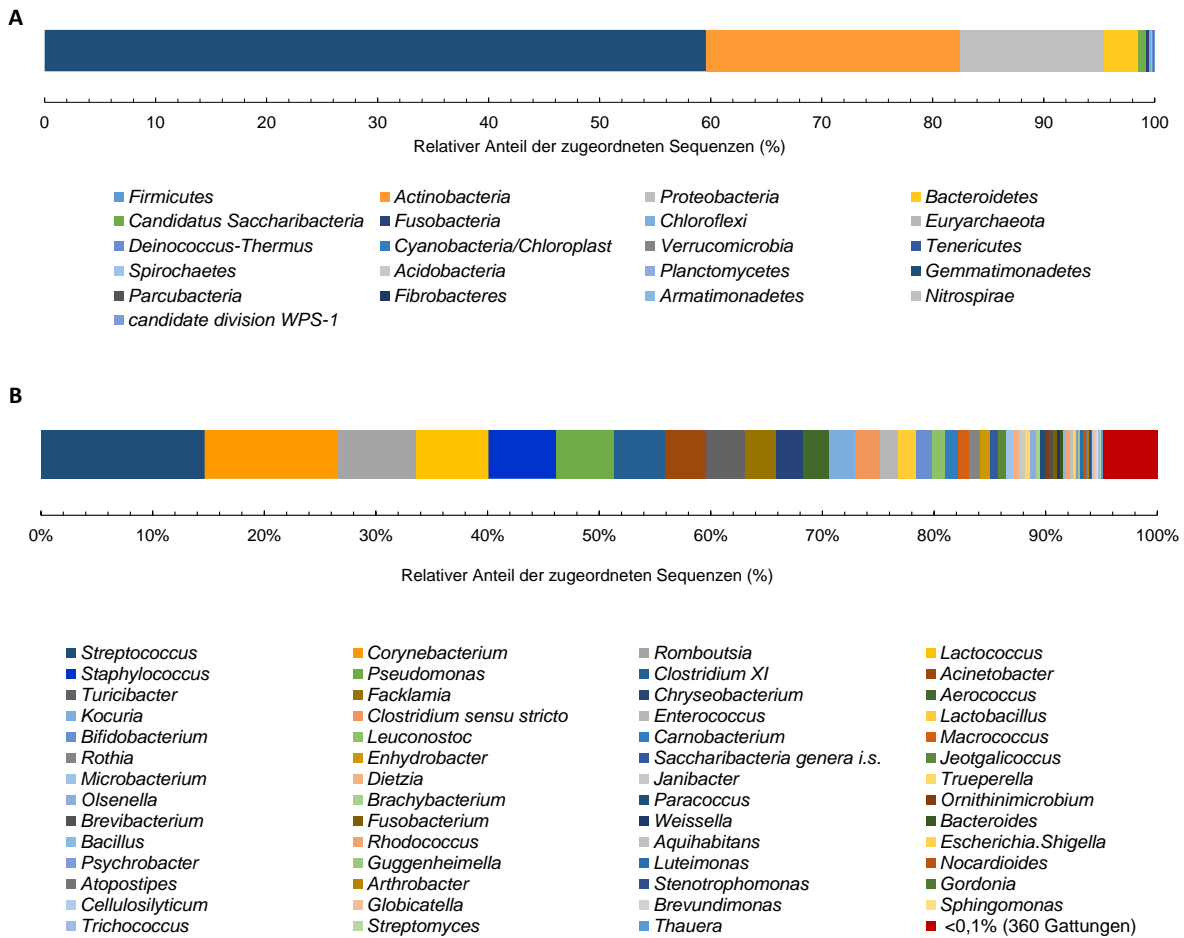 A
0 10 20 30 40 50 60 70 80 90 100
Relativer Anteil der zugeordneten Sequenzen (%)
Firmicutes Actinobacteria Proteobacteria Bacteroidetes
Candidatus Saccharibacteria Fusobacteria Chloroflexi Euryarchaeota
Deinococcus-Thermus Cyanobacteria/Chloroplast Verrucomicrobia Tenericutes
Spirochaetes Acidobacteria Planctomycetes Gemmatimonadetes
Parcubacteria Fibrobacteres Armatimonadetes Nitrospirae
candidate division WPS-1
B
0% 10% 20% 30% 40% 50% 60% 70% 80% 90% 100%
Relativer Anteil der zugeordneten Sequenzen (%)
Streptococcus Corynebacterium Romboutsia Lactococcus
Staphylococcus Pseudomonas Clostridium XI Acinetobacter
Turicibacter Facklamia Chryseobacterium Aerococcus
Kocuria Clostridium sensu stricto Enterococcus Lactobacillus
Bifidobacterium Leuconostoc Carnobacterium Macrococcus
Rothia Enhydrobacter Saccharibacteria genera i.s. Jeotgalicoccus
Microbacterium Dietzia Janibacter Trueperella
Olsenella Brachybacterium Paracoccus Ornithinimicrobium
Brevibacterium Fusobacterium Weissella Bacteroides
Bacillus Rhodococcus Aquihabitans Escherichia.Shigella
Psychrobacter Guggenheimella Luteimonas Nocardioides
Atopostipes Arthrobacter Stenotrophomonas Gordonia
Cellulosilyticum Globicatella Brevundimonas Sphingomonas
Trichococcus Streptomyces Thauera <0,1% (360 Gattungen)